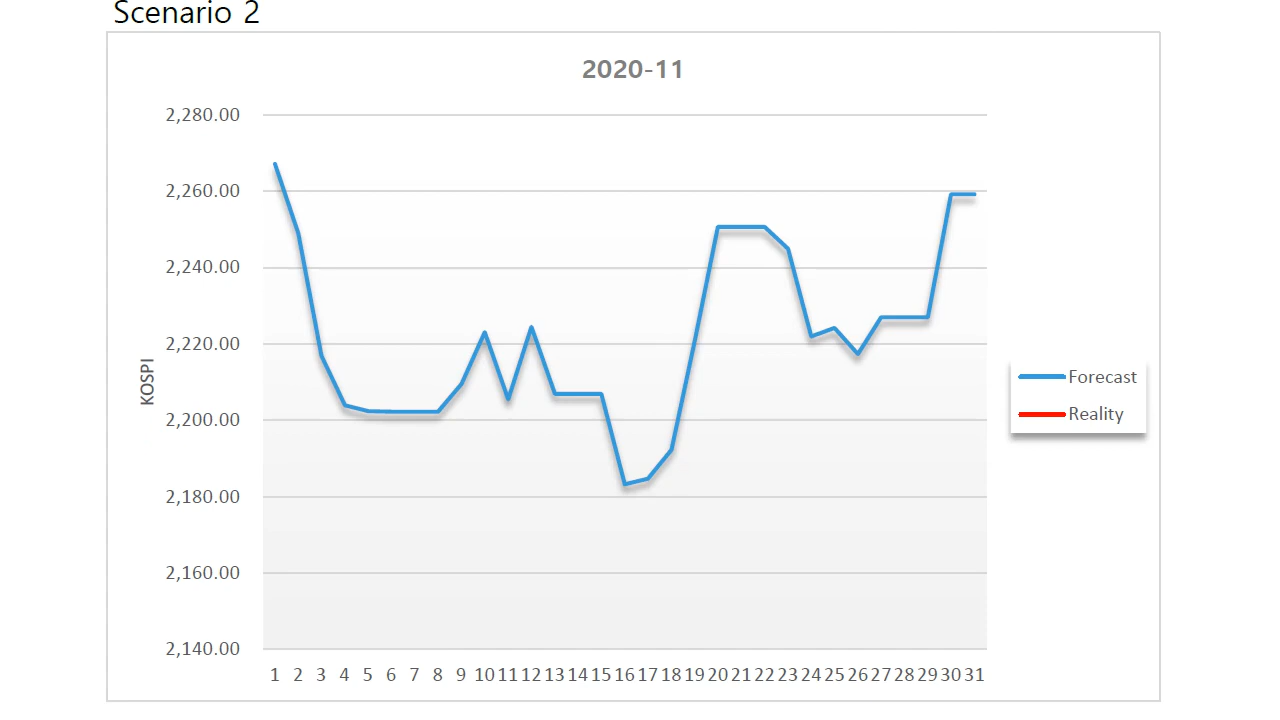 Scenario 2
2020-11
2,280.00
2,260.00
2,240.00
2,220.00
2,200.00
2,180.00
2,160.00
2,140.00
KOSPI
1 2 3 4 5 6 7 8 9 10 11 12 13 14 15 16 17 18 19 20 21 22 23 24 25 26 27 28 29 30 31
Forecast
Reality